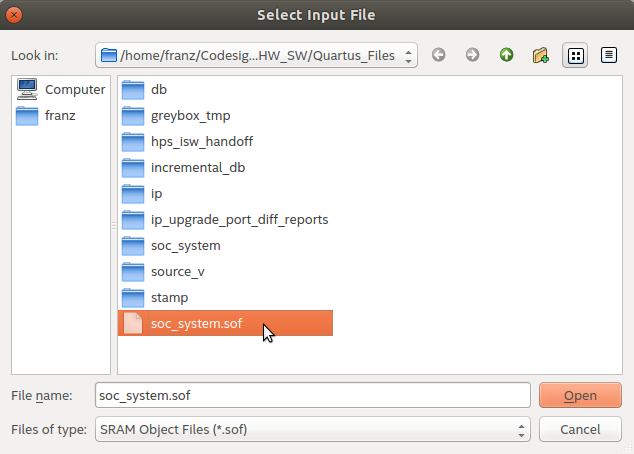 Select Input File
Look in: /home/franz/Codesig...HW_SW/Quartus_Files
Computer
franz
db
greybox_tmp
hps_isw_handoff
incremental_db
ip
ip_upgrade_port_diff_reports
soc_system
source_v
stamp
soc_system.sof
File name: soc_system.sof Open
Files of type: SRAM Object Files (*.sof) Cancel